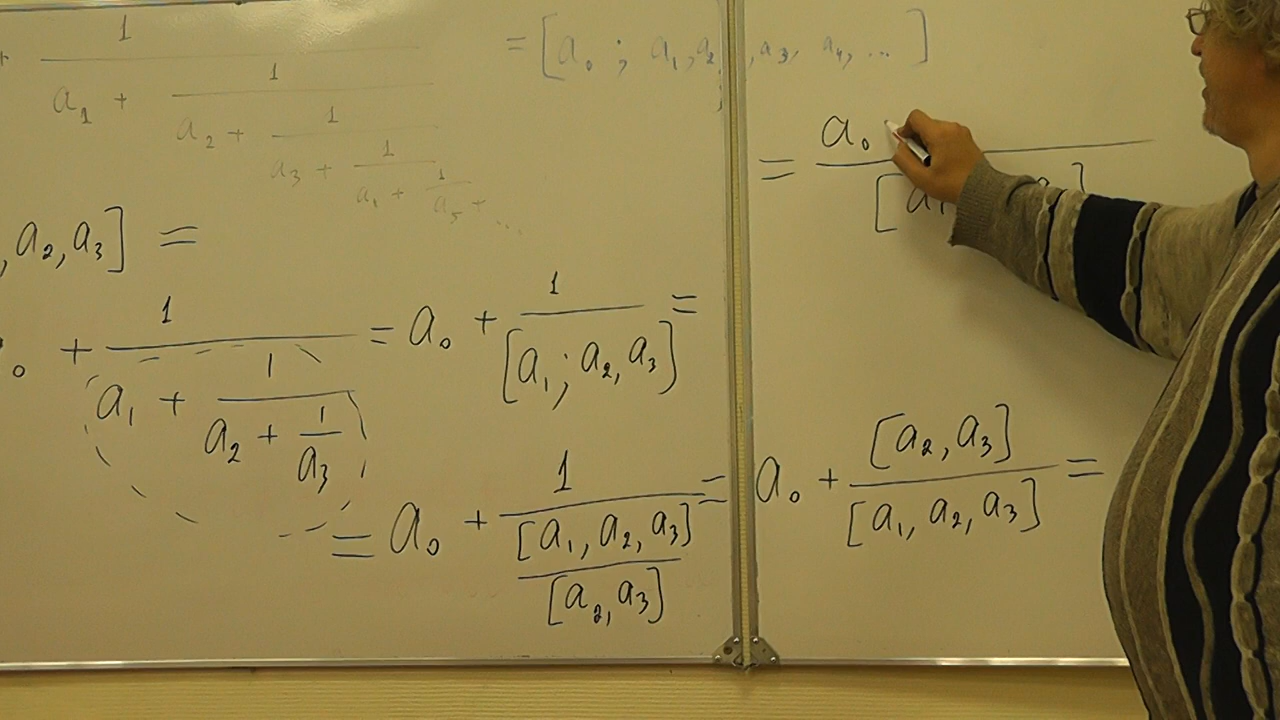 + 1 / (a₁ + 1 / (a₂ + 1 / (a₃ + 1 / (a₄ + 1 / (a₅ + ...
= [a₀ ; a₁, a₂, a₃, a₄, ... ]
, a₂, a₃] =
₀ + 1 / (a₁ + 1 / (a₂ + 1 / a₃)) = a₀ + 1 / [a₁ ; a₂, a₃] =
= a₀ + 1 / ([a₁, a₂, a₃] / [a₂, a₃]) = a₀ + [a₂, a₃] / [a₁, a₂, a₃] =
= a₀